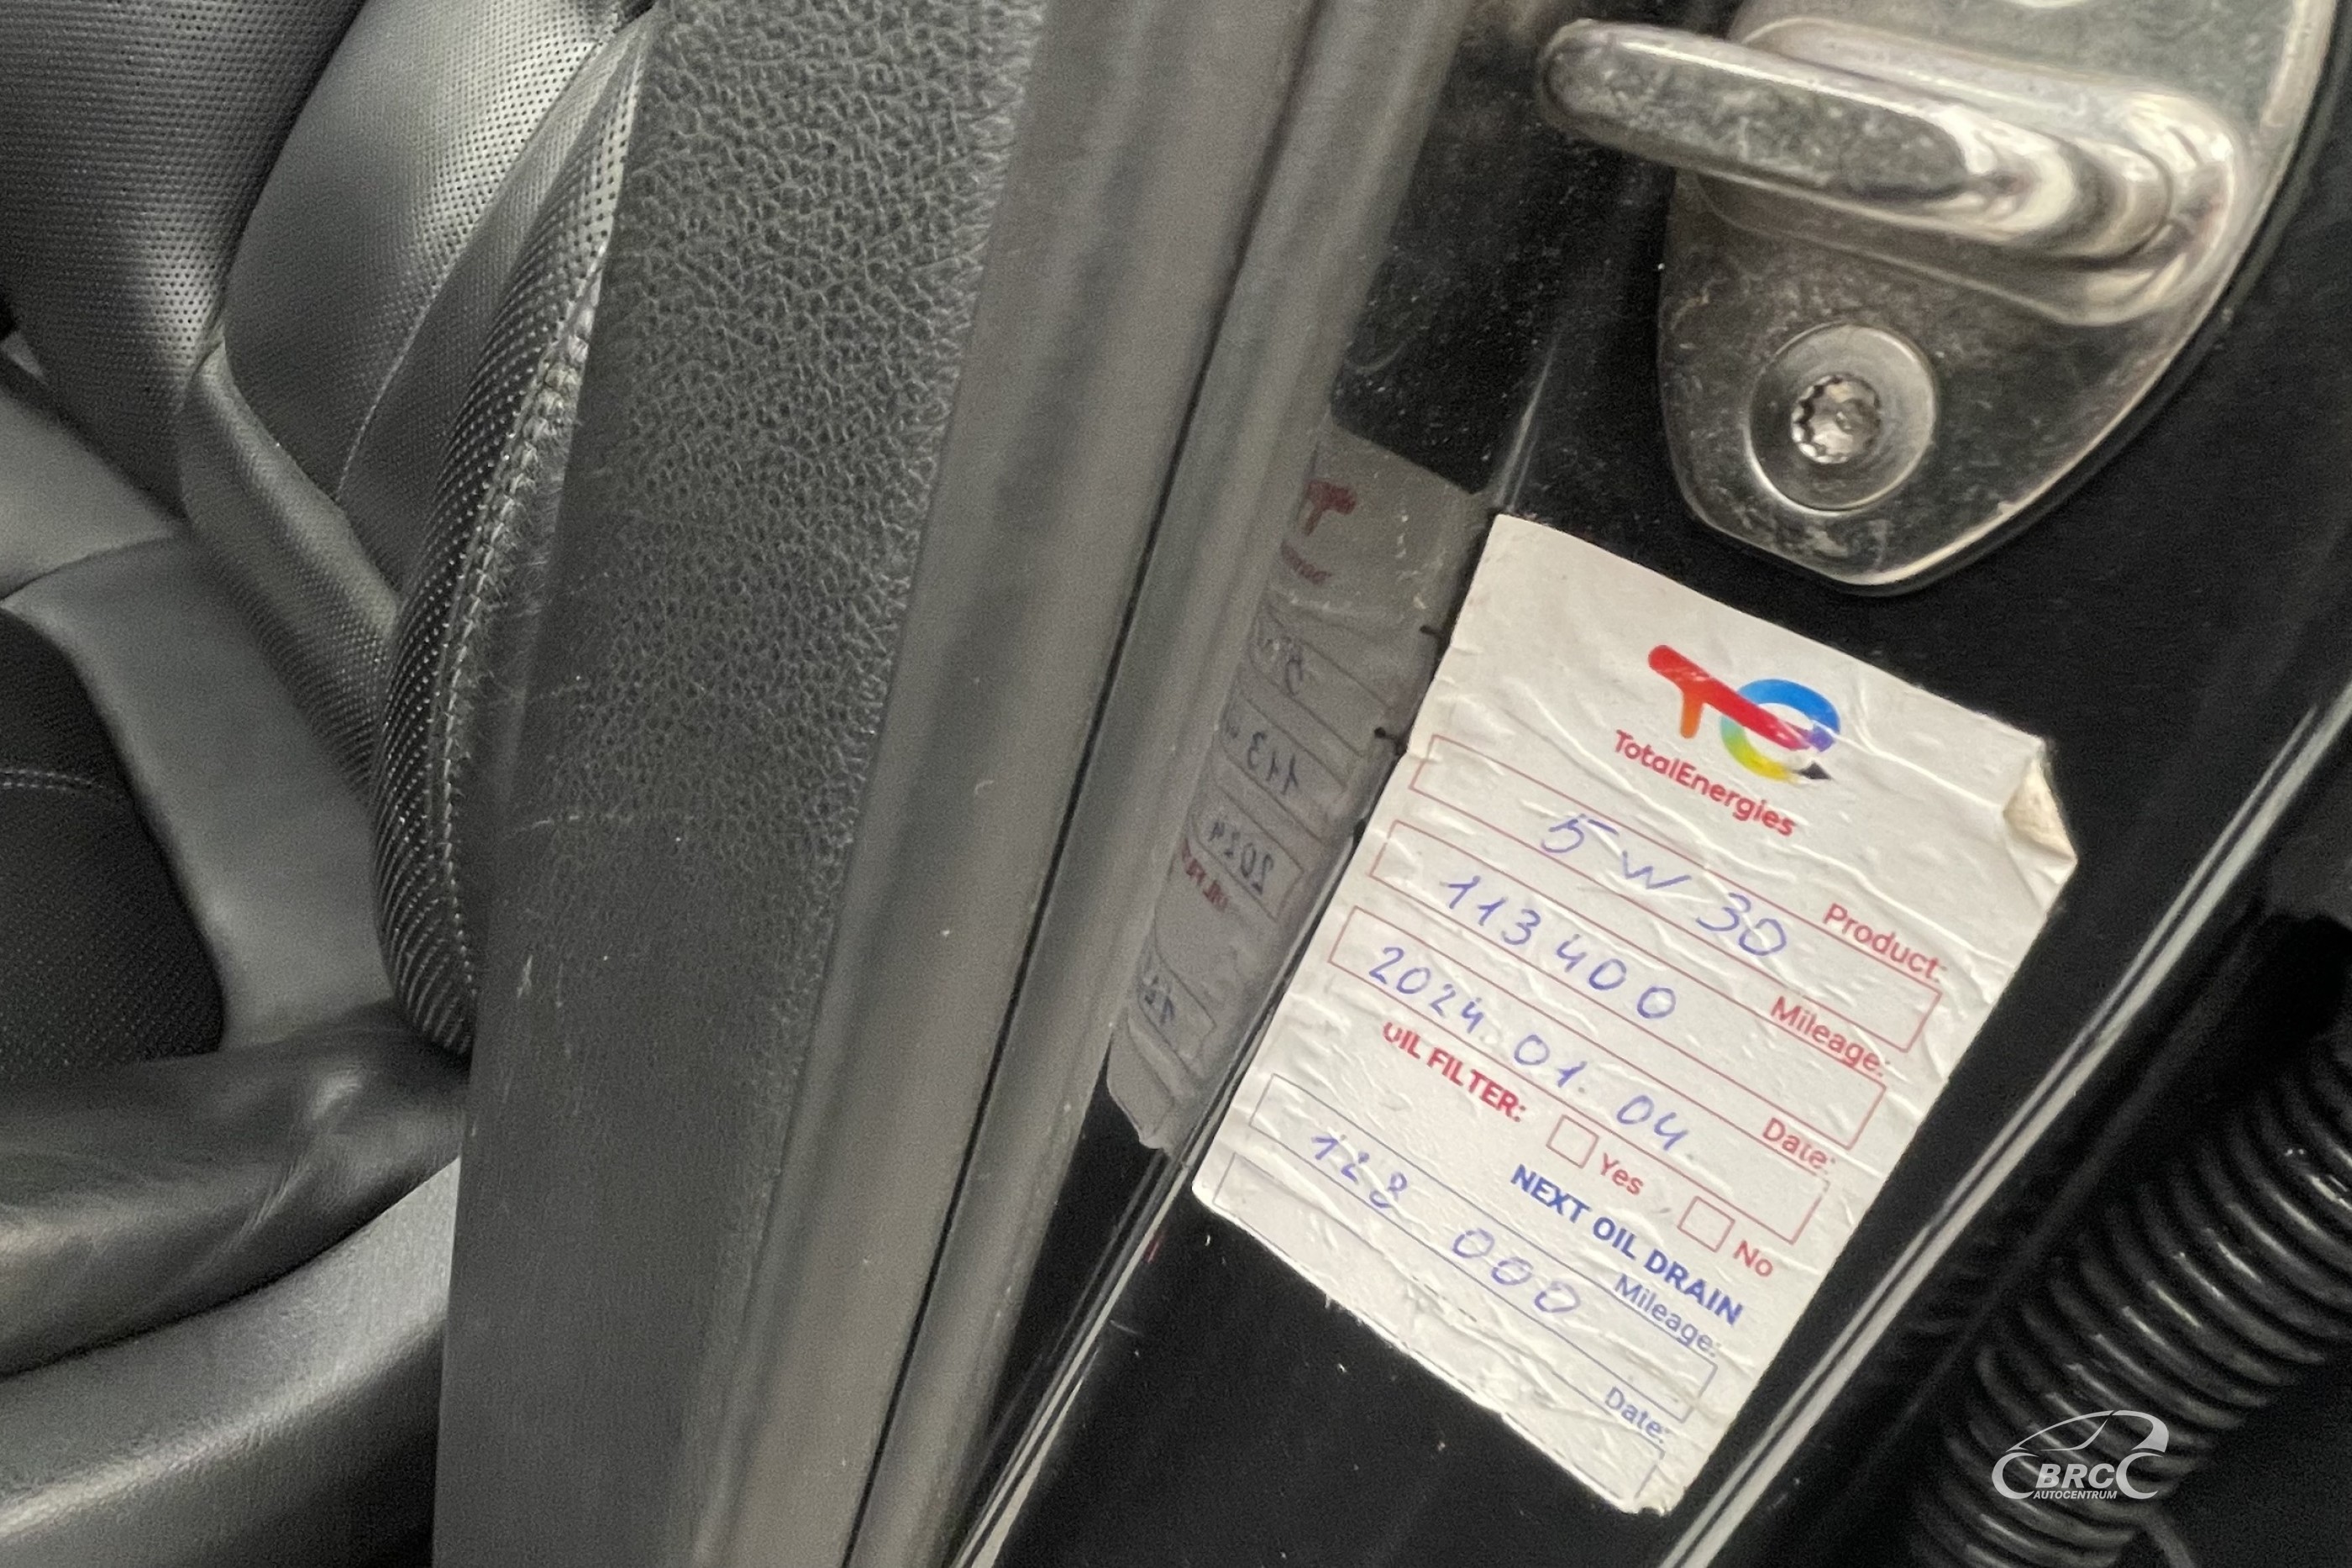 TotalEnergies
Product:
5W30
Mileage:
113400
Date:
2024.01.04.
OIL FILTER: Yes No
NEXT OIL DRAIN
Mileage:
128 000
Date:
BRC
AUTOCENTRUM